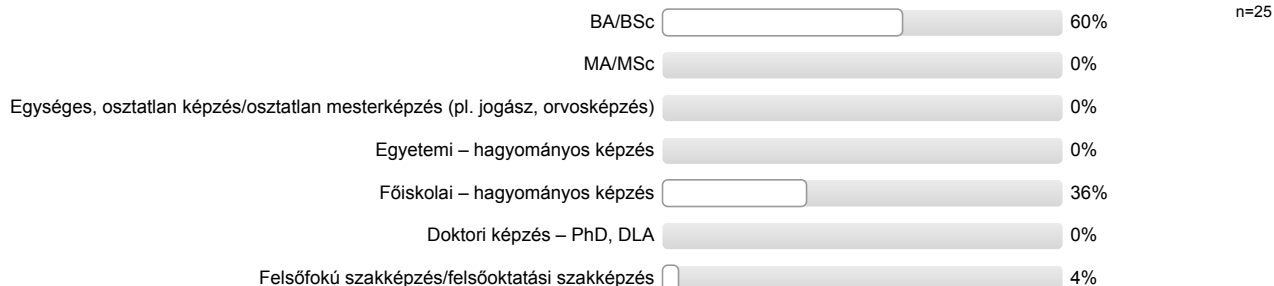 BA/BSc 60% n=25
MA/MSc 0%
Egységes, osztatlan képzés/osztatlan mesterképzés (pl. jogász, orvosképzés) 0%
Egyetemi – hagyományos képzés 0%
Főiskolai – hagyományos képzés 36%
Doktori képzés – PhD, DLA 0%
Felsőfokú szakképzés/felsőoktatási szakképzés 4%